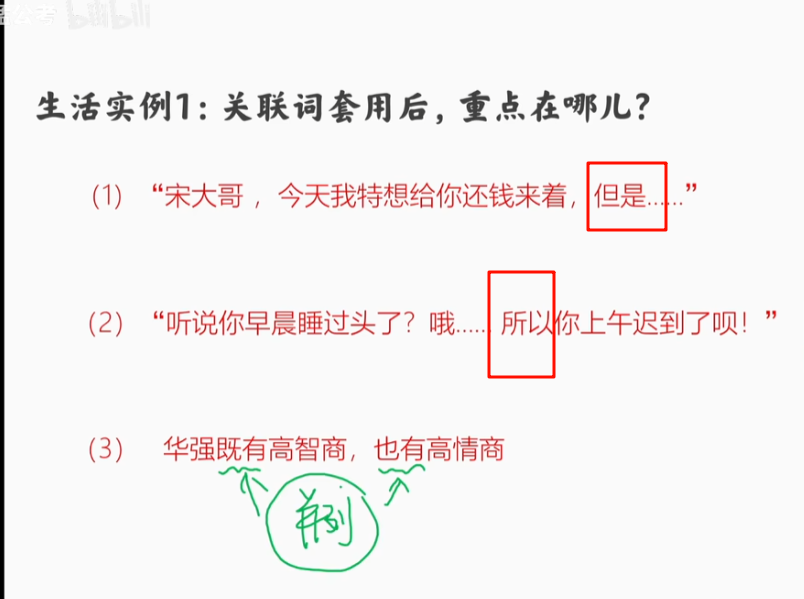 公考 bilibili
生活实例1：关联词套用后，重点在哪儿？
（1） “宋大哥，今天我特想给你还钱来着，但是……”
（2） “听说你早晨睡过头了？哦……所以你上午迟到了呗！”
（3） 华强既有高智商，也有高情商
并列